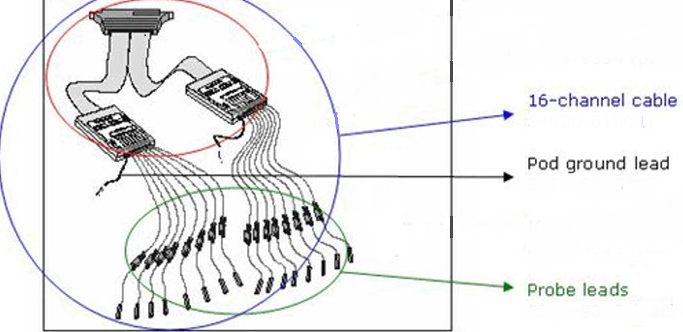 16-channel cable
Pod ground lead
Probe leads